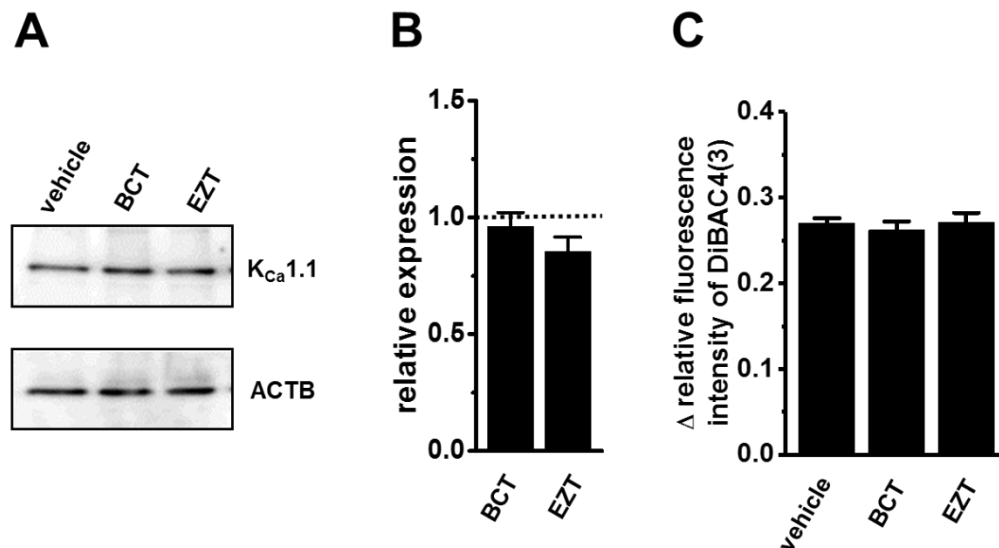 A
vehicle
BCT
EZT
K_Ca1.1
ACTB
B
relative expression
1.5
1.0
0.5
0.0
BCT
EZT
C
Δ relative fluorescence
intensity of DiBAC4(3)
0.4
0.3
0.2
0.1
0.0
vehicle
BCT
EZT